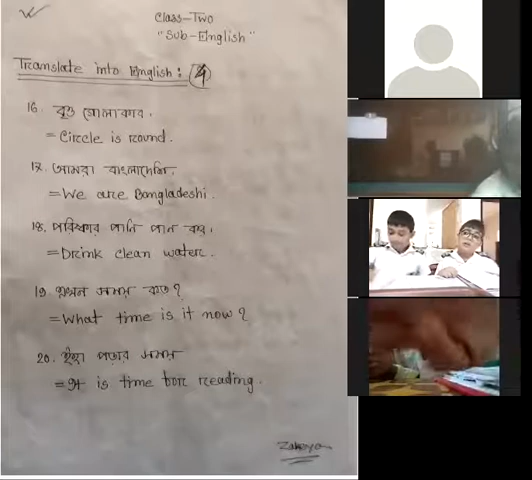 Class-Two
"Sub-English"
Translate into English: 4
16. বৃত্ত গোলাকার.
= Circle is round.
17. আমরা বাংলাদেশি.
= We are Bangladeshi.
18. পরিষ্কার পানি পান কর.
= Drink clean water.
19. এখন সময় কত?
= What time is it now?
20. ইহা পড়ার সময়
= It is time for reading.